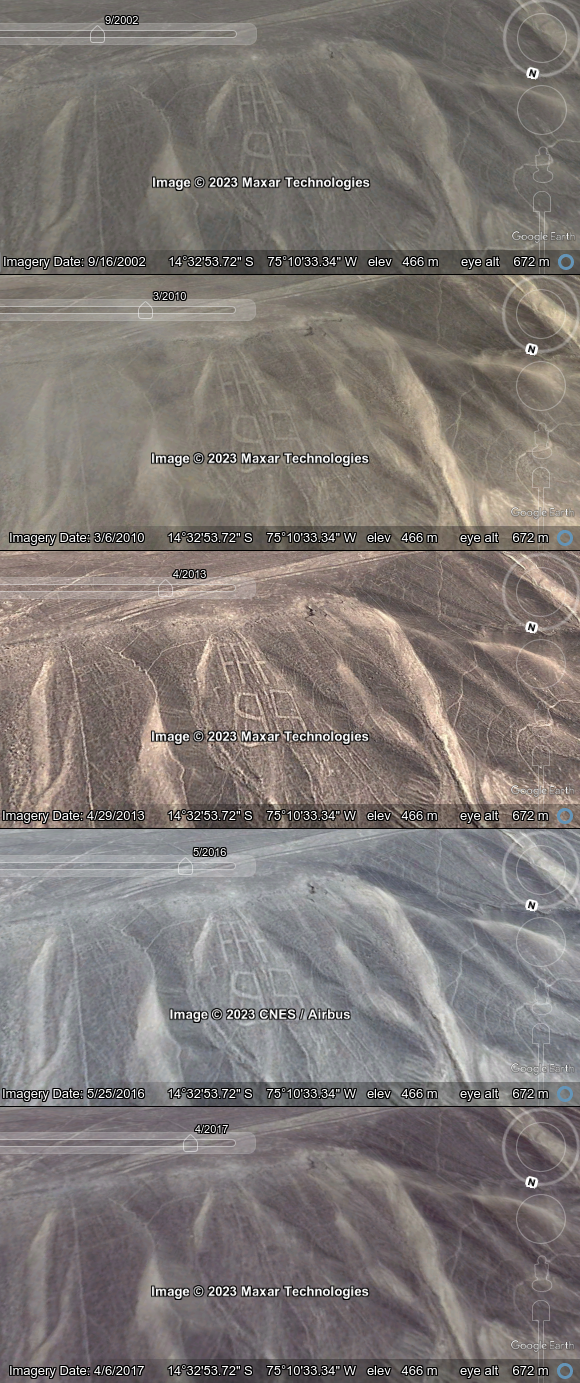 9/2002
N
Image © 2023 Maxar Technologies
Google Earth
Imagery Date: 9/16/2002 14°32'53.72" S 75°10'33.34" W elev 466 m eye alt 672 m
3/2010
N
Image © 2023 Maxar Technologies
Google Earth
Imagery Date: 3/6/2010 14°32'53.72" S 75°10'33.34" W elev 466 m eye alt 672 m
4/2013
N
Image © 2023 Maxar Technologies
Google Earth
Imagery Date: 4/29/2013 14°32'53.72" S 75°10'33.34" W elev 466 m eye alt 672 m
5/2016
N
Image © 2023 CNES / Airbus
Google Earth
Imagery Date: 5/25/2016 14°32'53.72" S 75°10'33.34" W elev 466 m eye alt 672 m
4/2017
N
Image © 2023 Maxar Technologies
Google Earth
Imagery Date: 4/6/2017 14°32'53.72" S 75°10'33.34" W elev 466 m eye alt 672 m